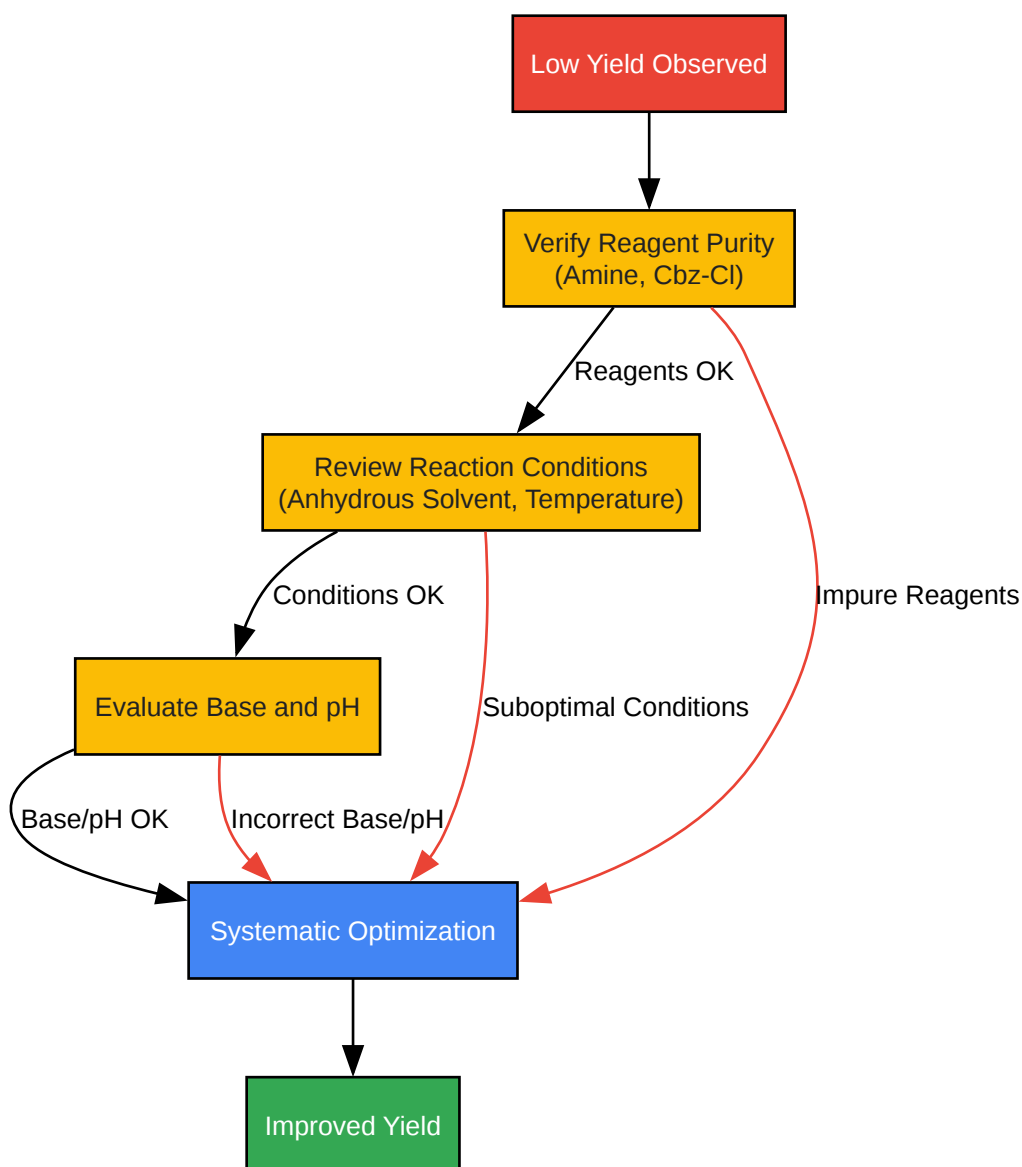 Low Yield Observed
Verify Reagent Purity
(Amine, Cbz-Cl)
Reagents OK
Review Reaction Conditions
(Anhydrous Solvent, Temperature)
Conditions OK
Impure Reagents
Evaluate Base and pH
Suboptimal Conditions
Base/pH OK
Incorrect Base/pH
Systematic Optimization
Improved Yield